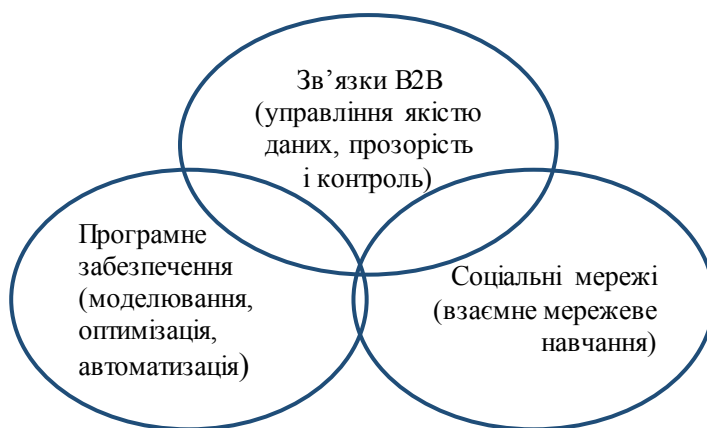 Зв’язки B2B
(управління якістю
даних, прозорість
і контроль)
Програмне
забезпечення
(моделювання,
оптимізація,
автоматизація)
Соціальні мережі
(взаємне мережеве
навчання)